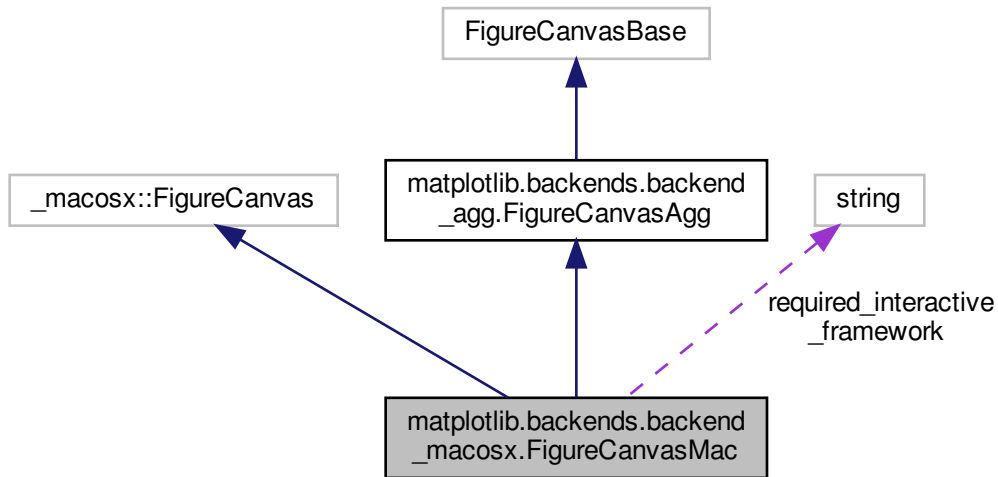 FigureCanvasBase
_macosx::FigureCanvas
matplotlib.backends.backend
_agg.FigureCanvasAgg
string
required_interactive
_framework
matplotlib.backends.backend
_macosx.FigureCanvasMac